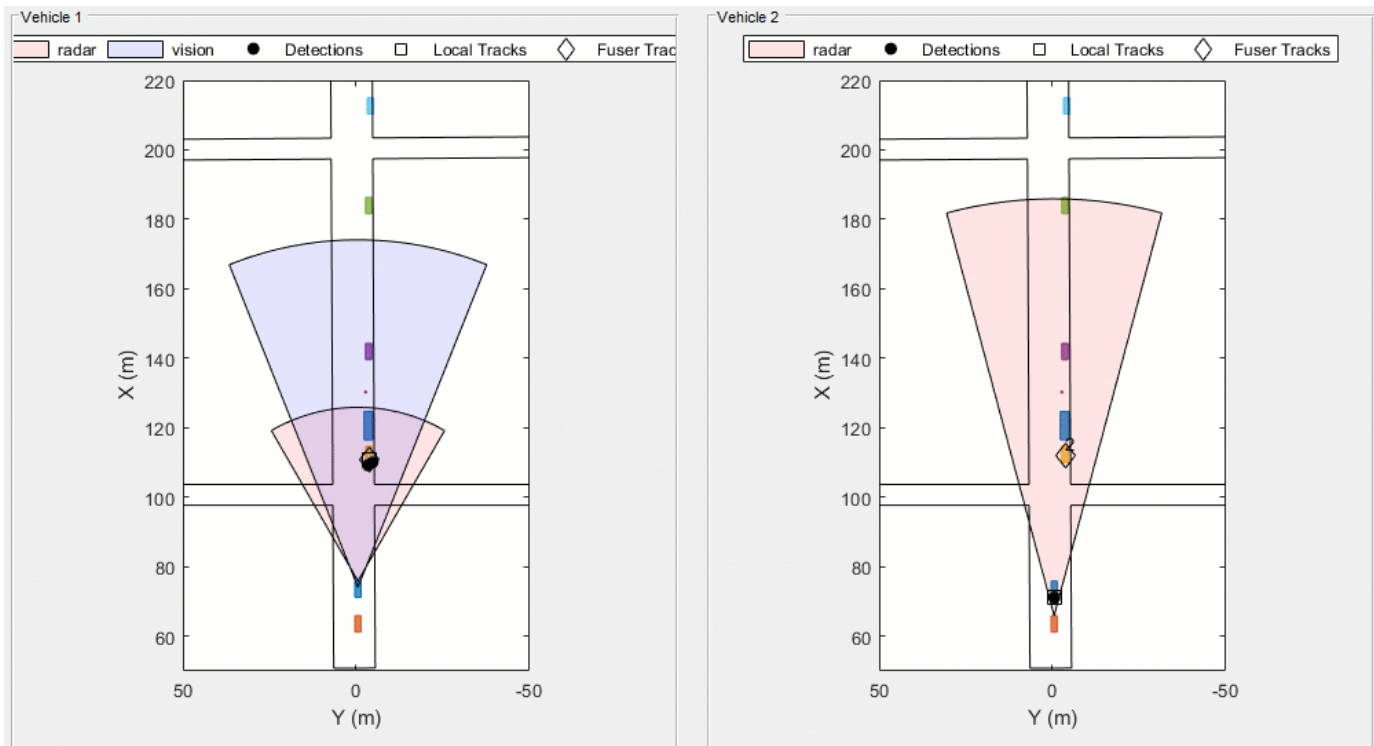 Vehicle 1
radar vision Detections Local Tracks Fuser Trac
220
200
180
160
140
120
100
80
60
X (m)
50 0 -50
Y (m)
Vehicle 2
radar Detections Local Tracks Fuser Tracks
220
200
180
160
140
120
100
80
60
X (m)
2
50 0 -50
Y (m)